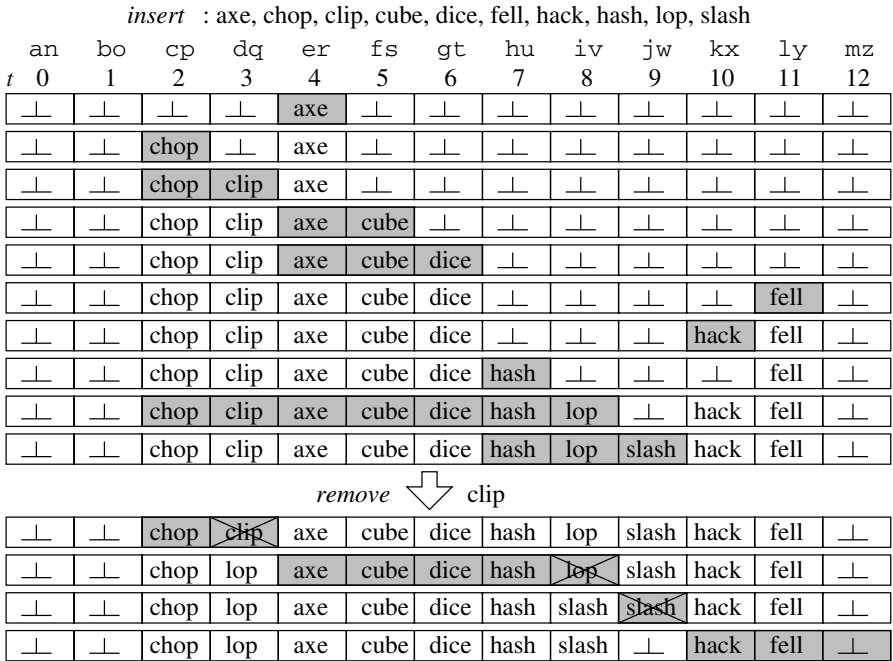 insert : axe, chop, clip, cube, dice, fell, hack, hash, lop, slash
an bo cp dq er fs gt hu iv jw kx ly mz
t 0 1 2 3 4 5 6 7 8 9 10 11 12
⊥ ⊥ ⊥ ⊥ axe ⊥ ⊥ ⊥ ⊥ ⊥ ⊥ ⊥ ⊥
⊥ ⊥ chop ⊥ axe ⊥ ⊥ ⊥ ⊥ ⊥ ⊥ ⊥ ⊥
⊥ ⊥ chop clip axe ⊥ ⊥ ⊥ ⊥ ⊥ ⊥ ⊥ ⊥
⊥ ⊥ chop clip axe cube ⊥ ⊥ ⊥ ⊥ ⊥ ⊥ ⊥
⊥ ⊥ chop clip axe cube dice ⊥ ⊥ ⊥ ⊥ ⊥ ⊥
⊥ ⊥ chop clip axe cube dice ⊥ ⊥ ⊥ ⊥ fell ⊥
⊥ ⊥ chop clip axe cube dice ⊥ ⊥ ⊥ hack fell ⊥
⊥ ⊥ chop clip axe cube dice hash ⊥ ⊥ ⊥ fell ⊥
⊥ ⊥ chop clip axe cube dice hash lop ⊥ hack fell ⊥
⊥ ⊥ chop clip axe cube dice hash lop slash hack fell ⊥
remove clip
⊥ ⊥ chop clip axe cube dice hash lop slash hack fell ⊥
⊥ ⊥ chop lop axe cube dice hash lop slash hack fell ⊥
⊥ ⊥ chop lop axe cube dice hash slash slash hack fell ⊥
⊥ ⊥ chop lop axe cube dice hash slash ⊥ hack fell ⊥